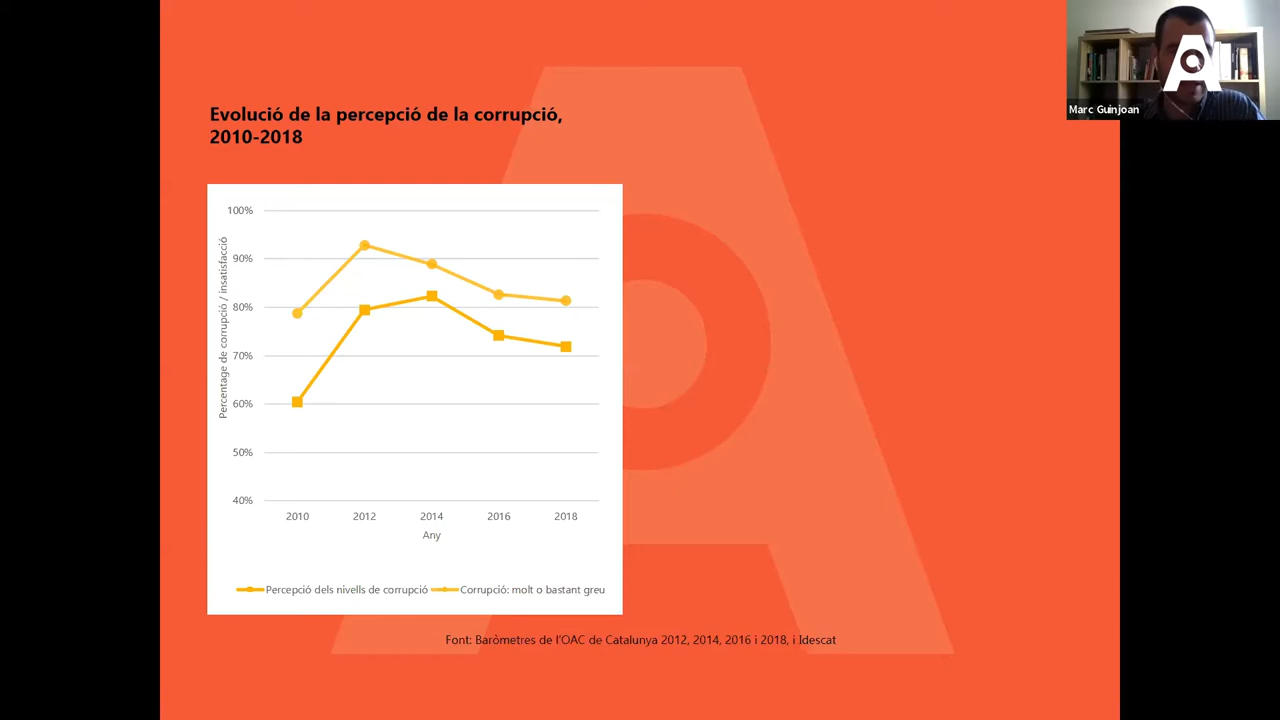 Marc Guinjoan
Evolució de la percepció de la corrupció,
2010-2018
Percentage de corrupció / insatisfacció
100%
90%
80%
70%
60%
50%
40%
2010 2012 2014 2016 2018
Any
Percepció dels nivells de corrupció Corrupció: molt o bastant greu
Font: Baròmetres de l'OAC de Catalunya 2012, 2014, 2016 i 2018, i Idescat